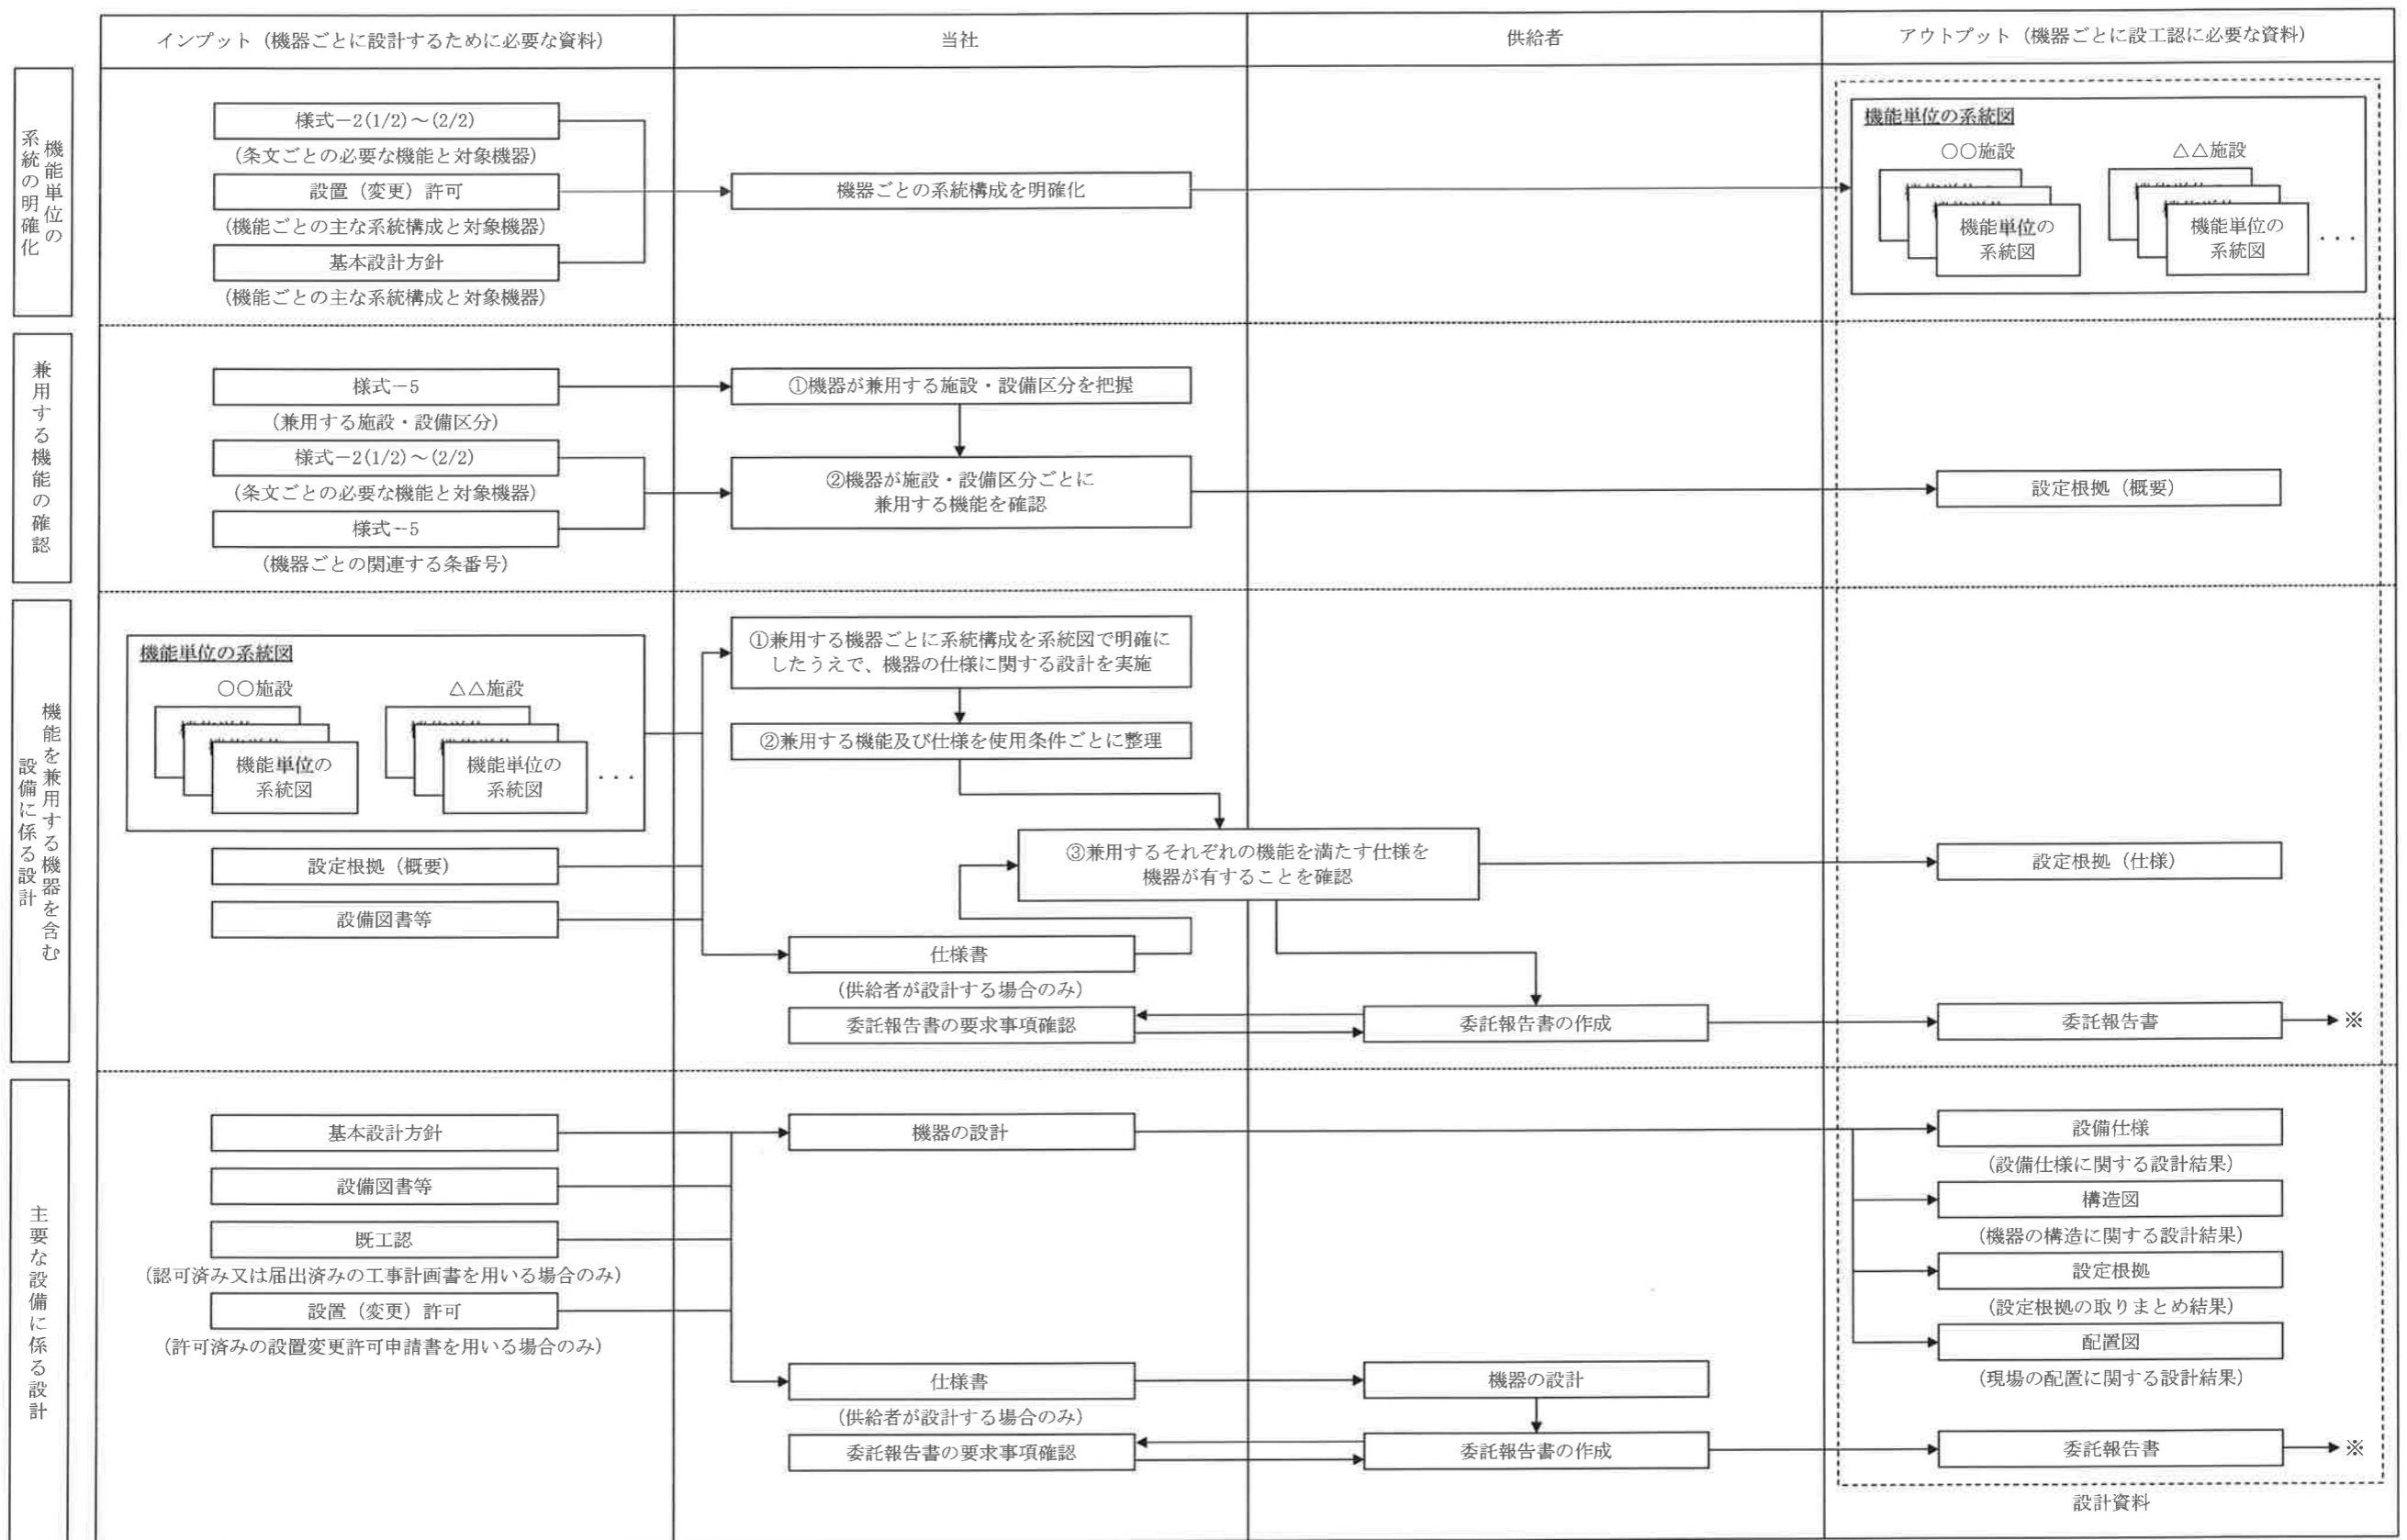 インプット（機器ごとに設計するために必要な資料）
当社
供給者
アウトプット（機器ごとに設工認に必要な資料）
機能単位の
系統の明確化
様式－2(1/2)～(2/2)
（条文ごとの必要な機能と対象機器）
設置（変更）許可
（機能ごとの主な系統構成と対象機器）
基本設計方針
（機能ごとの主な系統構成と対象機器）
機器ごとの系統構成を明確化
機能単位の系統図
○○施設
△△施設
機能単位の
系統図
機能単位の
系統図
・・・
兼用する機能の確認
様式－5
（兼用する施設・設備区分）
様式－2(1/2)～(2/2)
（条文ごとの必要な機能と対象機器）
様式－5
（機器ごとの関連する条番号）
①機器が兼用する施設・設備区分を把握
②機器が施設・設備区分ごとに
兼用する機能を確認
設定根拠（概要）
機能を兼用する機器を含む
設備に係る設計
機能単位の系統図
○○施設
△△施設
機能単位の
系統図
機能単位の
系統図
・・・
設定根拠（概要）
設備図書等
①兼用する機器ごとに系統構成を系統図で明確に
したうえで、機器の仕様に関する設計を実施
②兼用する機能及び仕様を使用条件ごとに整理
③兼用するそれぞれの機能を満たす仕様を
機器が有することを確認
仕様書
（供給者が設計する場合のみ）
委託報告書の要求事項確認
委託報告書の作成
設定根拠（仕様）
委託報告書
※
主要な設備に係る設計
基本設計方針
設備図書等
既工認
（認可済み又は届出済みの工事計画書を用いる場合のみ）
設置（変更）許可
（許可済みの設置変更許可申請書を用いる場合のみ）
機器の設計
仕様書
（供給者が設計する場合のみ）
委託報告書の要求事項確認
機器の設計
委託報告書の作成
設備仕様
（設備仕様に関する設計結果）
構造図
（機器の構造に関する設計結果）
設定根拠
（設定根拠の取りまとめ結果）
配置図
（現場の配置に関する設計結果）
委託報告書
※
設計資料